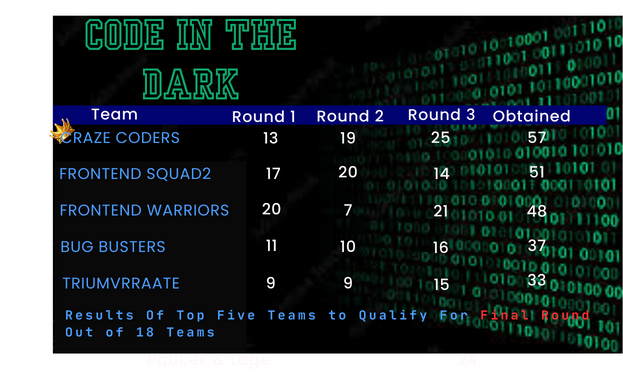 CODE IN THE
DARK
Team Round 1 Round 2 Round 3 Obtained
CRAZE CODERS 13 19 25 57
FRONTEND SQUAD2 17 20 14 51
FRONTEND WARRIORS 20 7 21 48
BUG BUSTERS 11 10 16 37
TRIUMVRRAATE 9 9 15 33
Results Of Top Five Teams to Qualify For Final Round
Out of 18 Teams